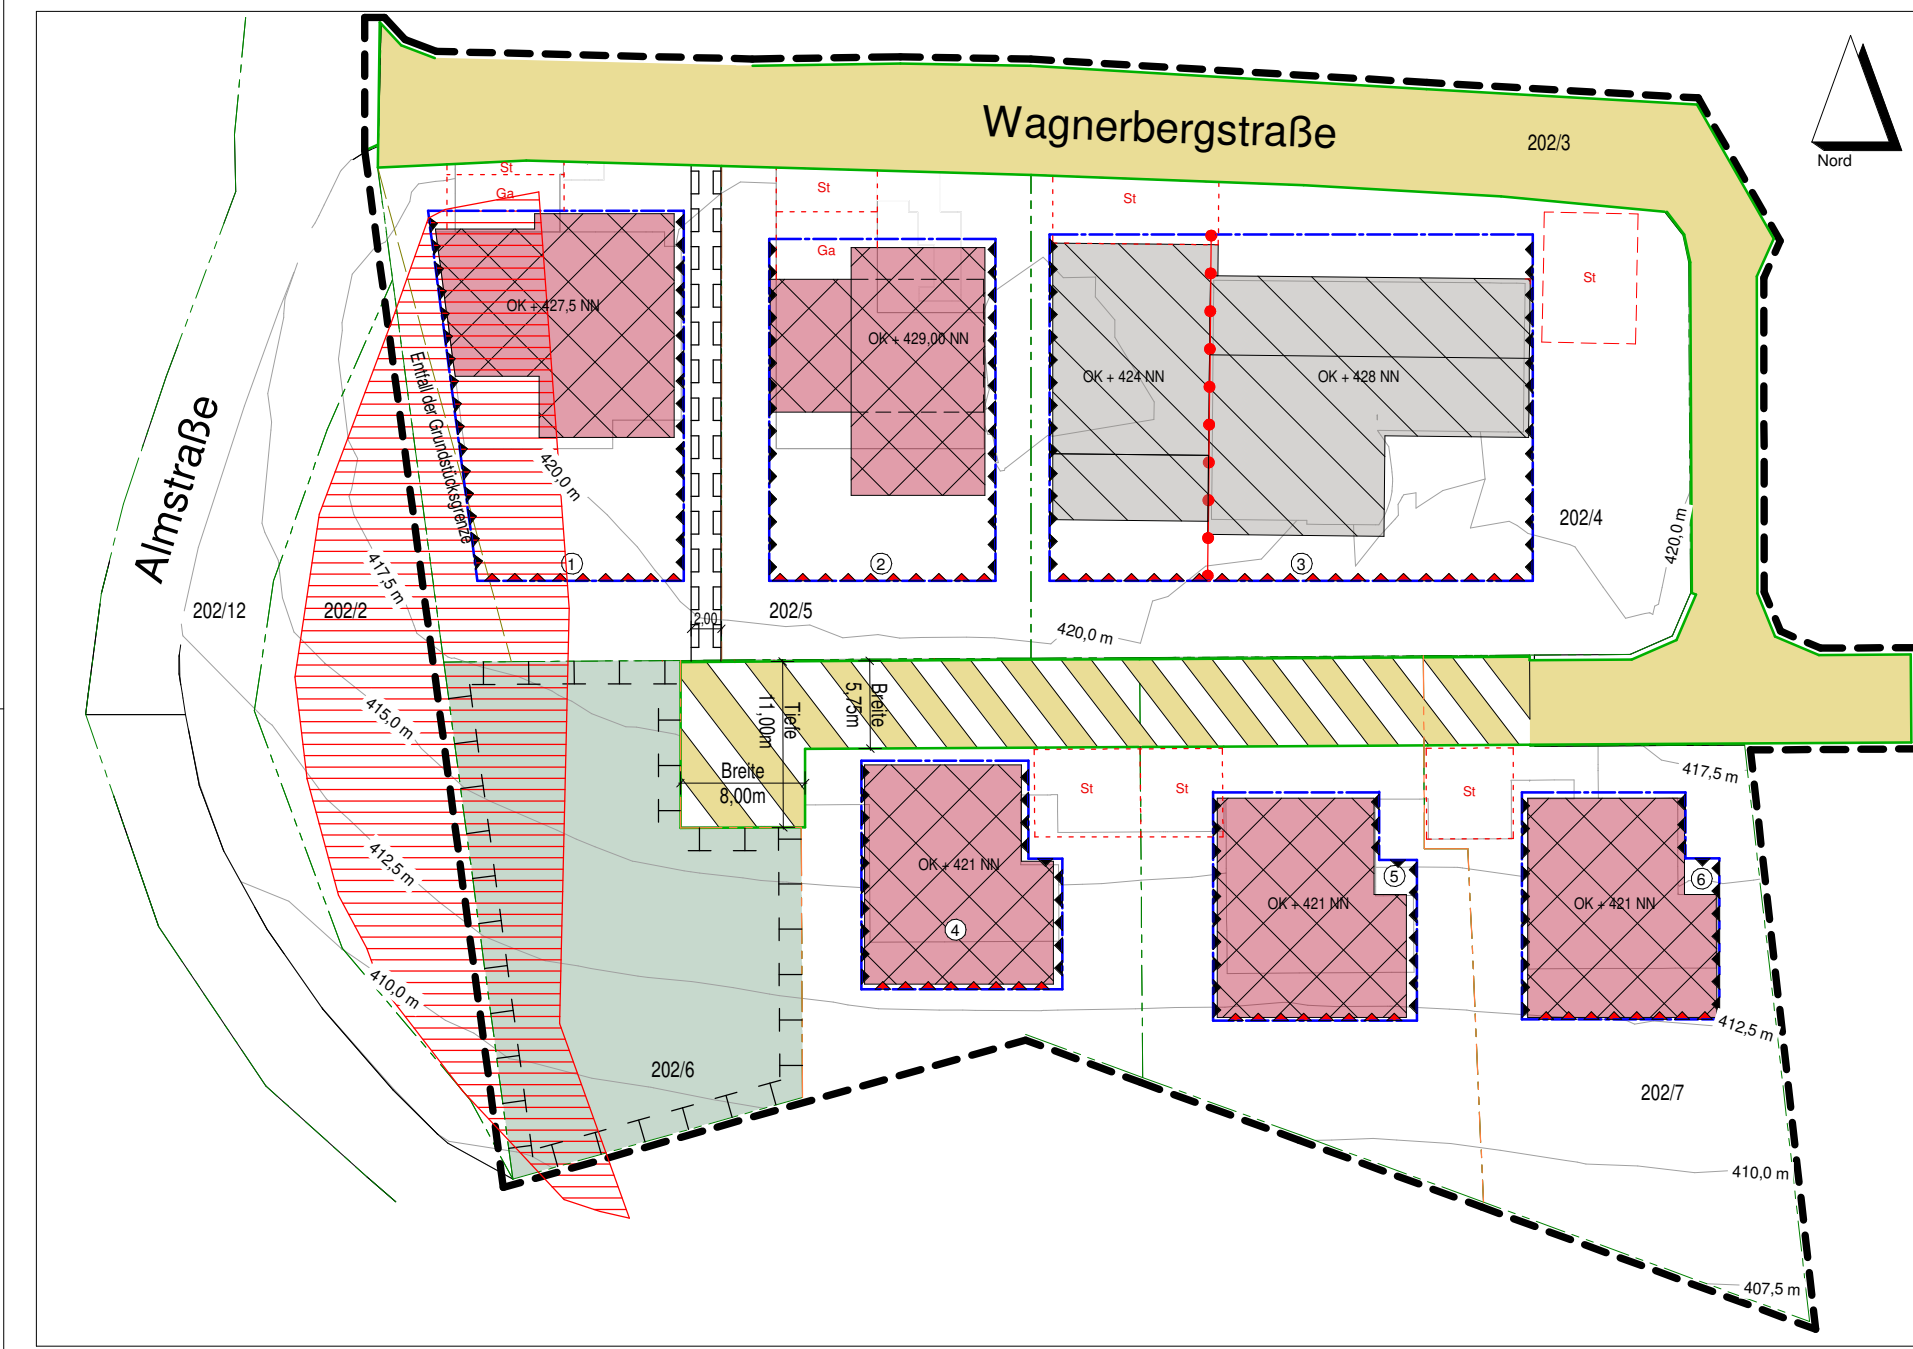 Wagnerbergstraße
202/3
Nord
St
Ga
St
Ga
St
St
OK + 427,5 NN
OK + 429,00 NN
OK + 424 NN
OK + 428 NN
Almstraße
Entfall der Grundstücksgrenze
420,0 m
417,5 m
202/4
420,0 m
1
2
3
202/12
202/2
2,00
202/5
420,0 m
415,0 m
Tiefe
11,00m
Breite
5,75m
Breite
8,00m
St
St
St
417,5 m
412,5 m
OK + 421 NN
4
OK + 421 NN
5
OK + 421 NN
6
410,0 m
412,5 m
202/6
202/7
410,0 m
407,5 m